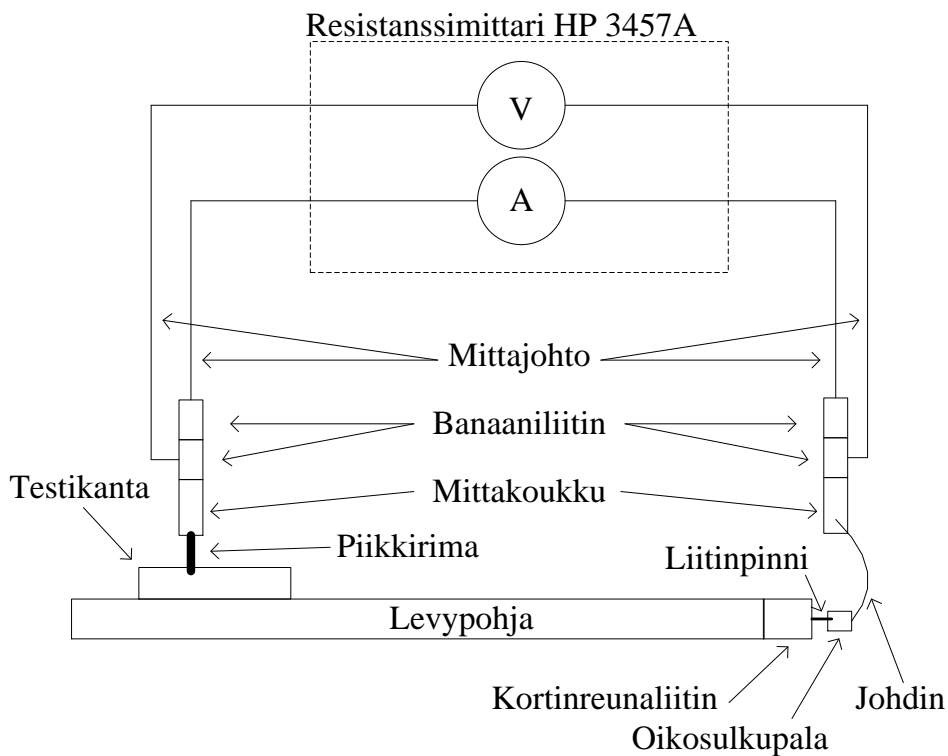 Resistanssimittari HP 3457A
V
A
Mittajohto
Banaaniliitin
Testikanta
Mittakoukku
Piikkirima
Liitinpinni
Levypohja
Kortinreunaliitin
Johdin
Oikosulkupala